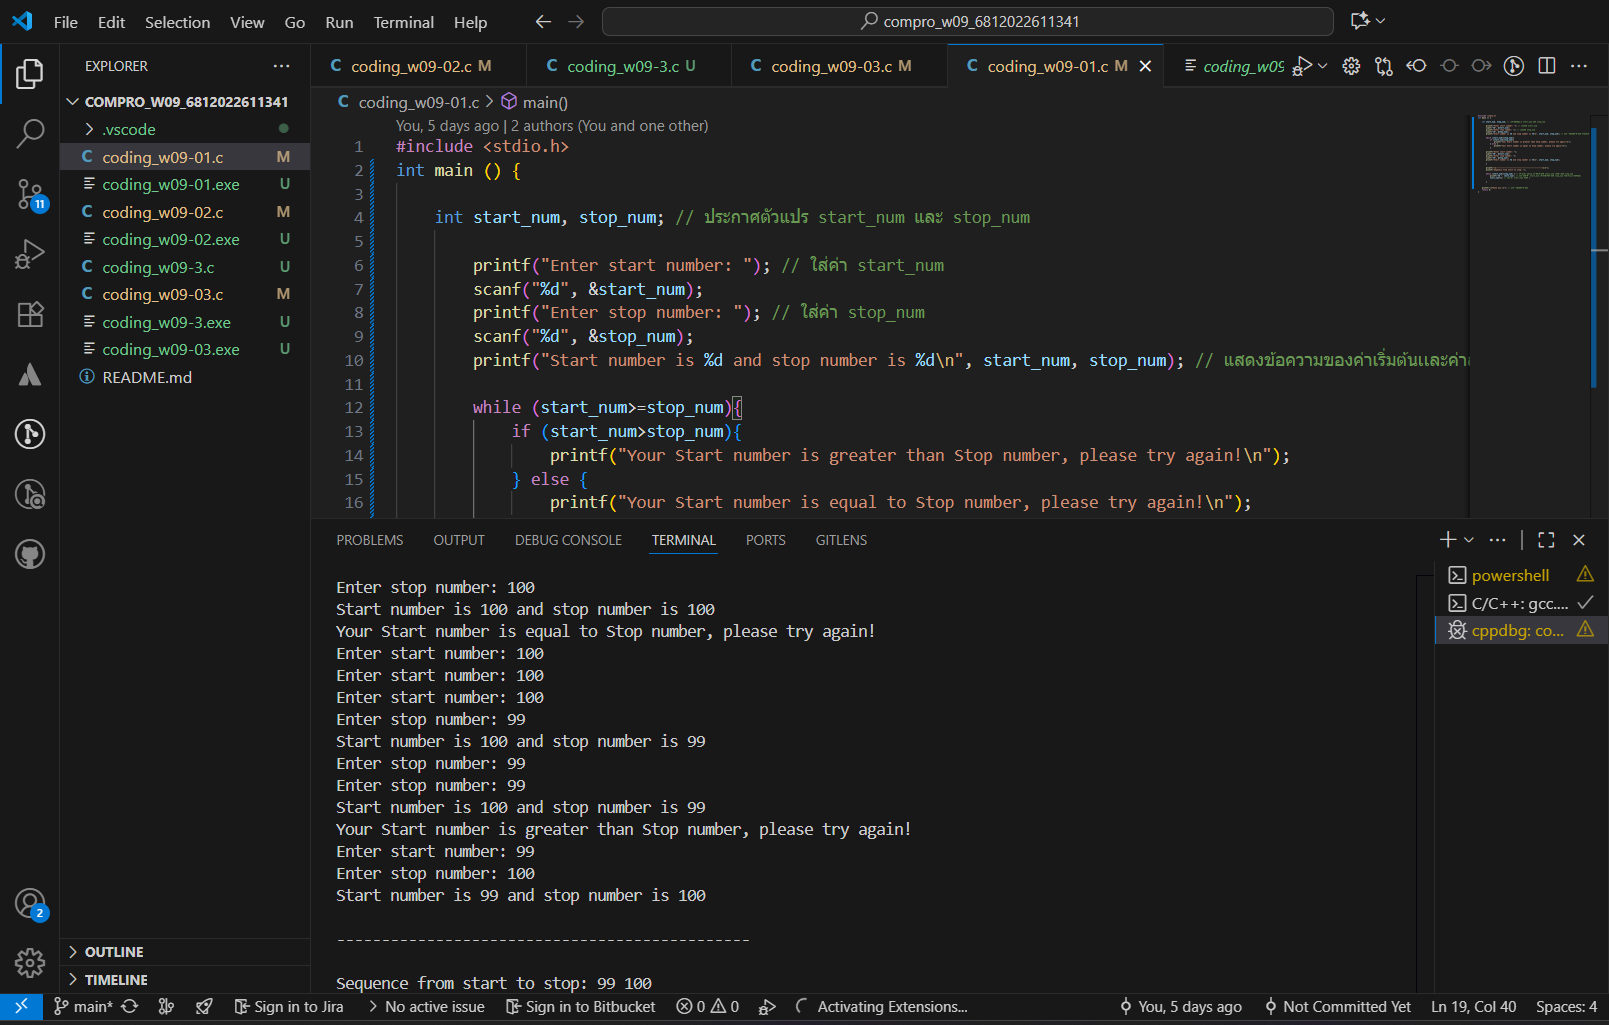 File Edit Selection View Go Run Terminal Help
compro_w09_6812022611341
EXPLORER
COMPRO_W09_6812022611341
.vscode
coding_w09-01.c M
coding_w09-01.exe U
coding_w09-02.c M
coding_w09-02.exe U
coding_w09-3.c U
coding_w09-03.c M
coding_w09-3.exe U
coding_w09-03.exe U
README.md
11
2
OUTLINE
TIMELINE
C coding_w09-02.c M C coding_w09-3.c U C coding_w09-03.c M C coding_w09-01.c M coding_w09
C coding_w09-01.c > main()
You, 5 days ago | 2 authors (You and one other)
1 #include <stdio.h>
2 int main () {
3
4 int start_num, stop_num; // ประกาศตัวแปร start_num และ stop_num
5
6 printf("Enter start number: "); // ใส่ค่า start_num
7 scanf("%d", &start_num);
8 printf("Enter stop number: "); // ใส่ค่า stop_num
9 scanf("%d", &stop_num);
10 printf("Start number is %d and stop number is %d\n", start_num, stop_num); // แสดงข้อความของค่าเริ่มต้นและค่า
11
12 while (start_num>=stop_num){
13 if (start_num>stop_num){
14 printf("Your Start number is greater than Stop number, please try again!\n");
15 } else {
16 printf("Your Start number is equal to Stop number, please try again!\n");
PROBLEMS OUTPUT DEBUG CONSOLE TERMINAL PORTS GITLENS
Enter stop number: 100
Start number is 100 and stop number is 100
Your Start number is equal to Stop number, please try again!
Enter start number: 100
Enter start number: 100
Enter start number: 100
Enter stop number: 99
Start number is 100 and stop number is 99
Enter stop number: 99
Enter stop number: 99
Start number is 100 and stop number is 99
Your Start number is greater than Stop number, please try again!
Enter start number: 99
Enter stop number: 100
Start number is 99 and stop number is 100
----------------------------------------------
Sequence from start to stop: 99 100
powershell
C/C++: gcc....
cppdbg: co...
main* Sign in to Jira No active issue Sign in to Bitbucket 0 0 Activating Extensions... You, 5 days ago Not Committed Yet Ln 19, Col 40 Spaces: 4